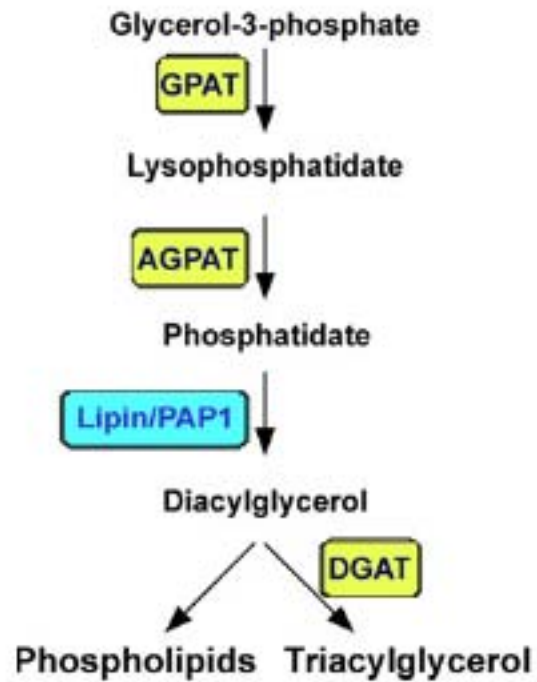 Glycerol-3-phosphate
GPAT
Lysophosphatidate
AGPAT
Phosphatidate
Lipin/PAP1
Diacylglycerol
DGAT
Phospholipids Triacylglycerol